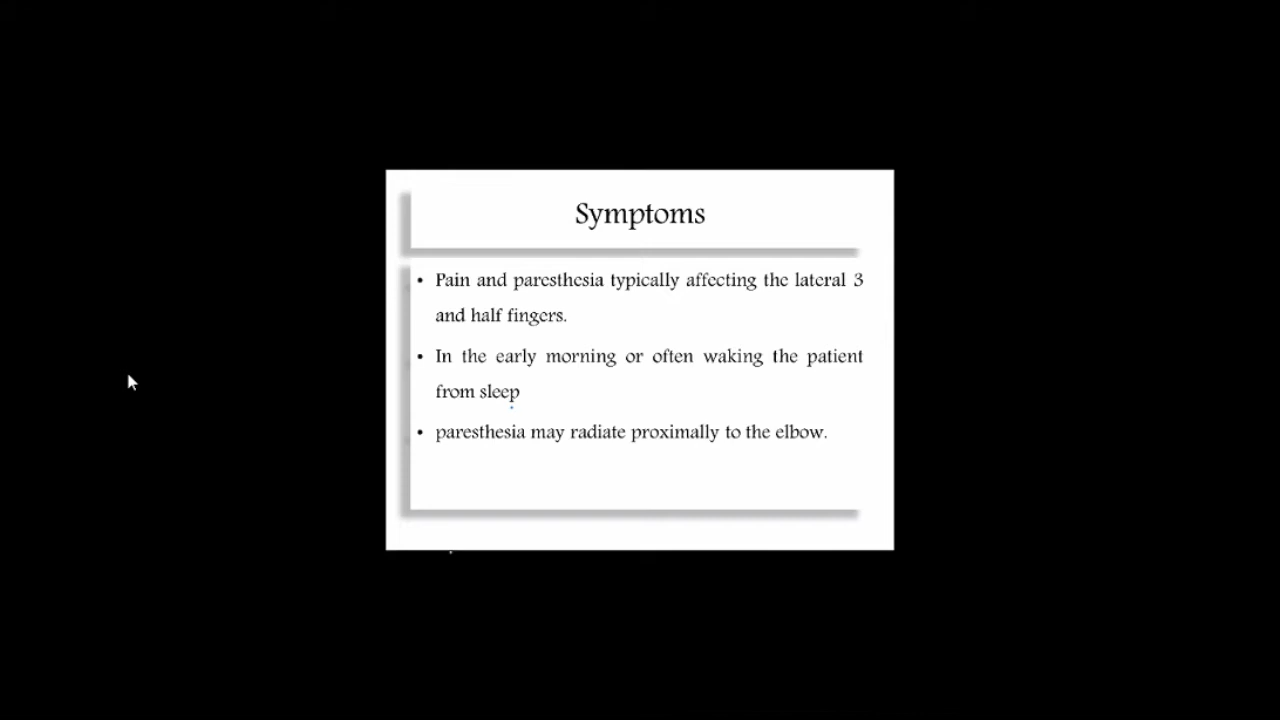 Symptoms
• Pain and paresthesia typically affecting the lateral 3
and half fingers.
• In the early morning or often waking the patient
from sleep
• paresthesia may radiate proximally to the elbow.